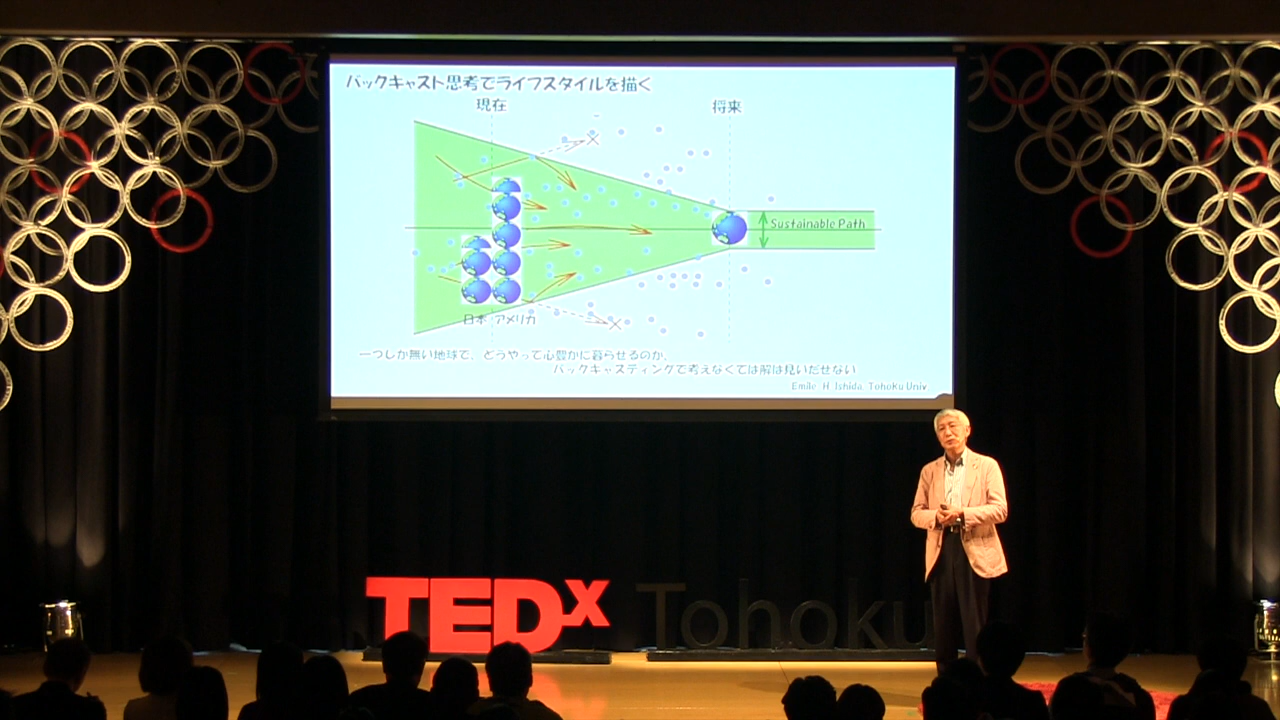 バックキャスト思考でライフスタイルを描く
現在
将来
Sustainable Path
日本 アメリカ
一つしか無い地球で、どうやって心豊かに暮らせるのか、
バックキャスティングで考えなくては解は見いだせない
Emile. H. Ishida. Tohoku Univ
TEDx Tohoku